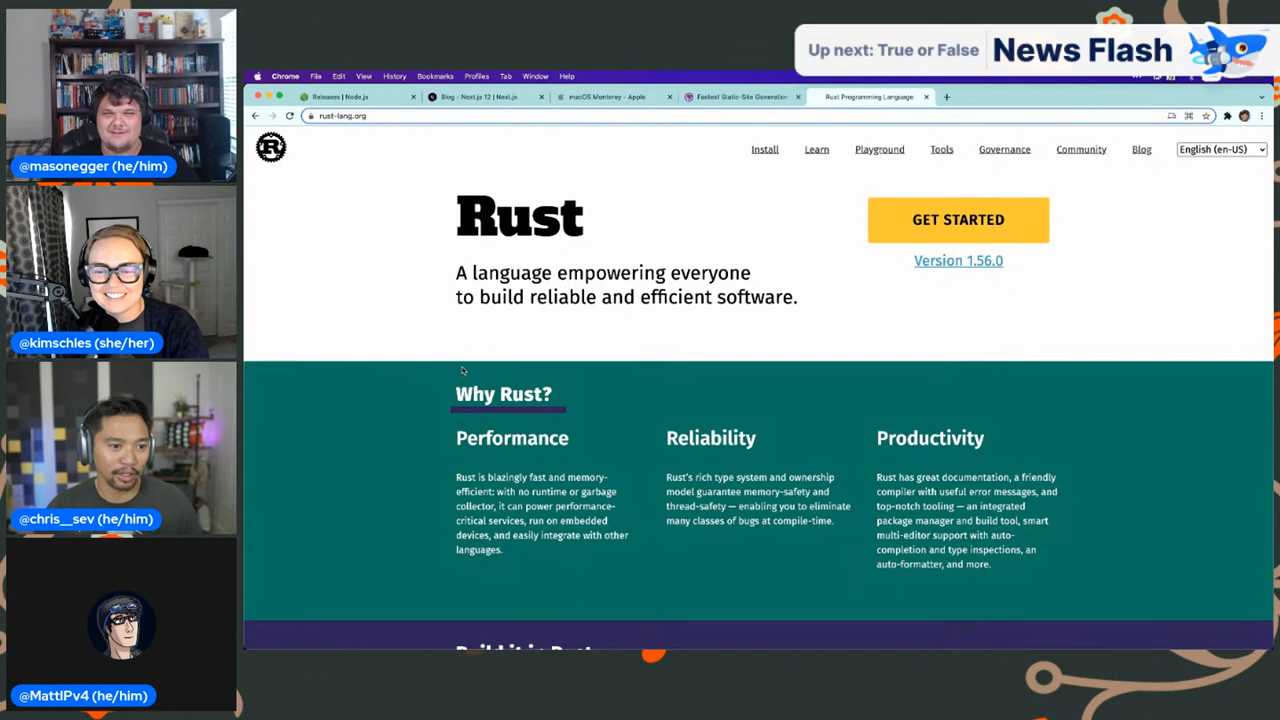 Up next: True or False
News Flash
@masonegger (he/him)
@kimschles (she/her)
@chris__sev (he/him)
@MattIPv4 (he/him)
Chrome File Edit View History Bookmarks Profiles Tab Window Help
Releases | Node.js
Blog - Next.js 12 | Next.js
macOS Monterey - Apple
Fastest Static-Site Generation
Rust Programming Language
rust-lang.org
R
Install Learn Playground Tools Governance Community Blog English (en-US)
Rust
A language empowering everyone
to build reliable and efficient software.
GET STARTED
Version 1.56.0
Why Rust?
Performance
Rust is blazingly fast and memory-
efficient: with no runtime or garbage
collector, it can power performance-
critical services, run on embedded
devices, and easily integrate with other
languages.
Reliability
Rust's rich type system and ownership
model guarantee memory-safety and
thread-safety — enabling you to eliminate
many classes of bugs at compile-time.
Productivity
Rust has great documentation, a friendly
compiler with useful error messages, and
top-notch tooling — an integrated
package manager and build tool, smart
multi-editor support with auto-
completion and type inspections, an
auto-formatter, and more.
Build it in Rust